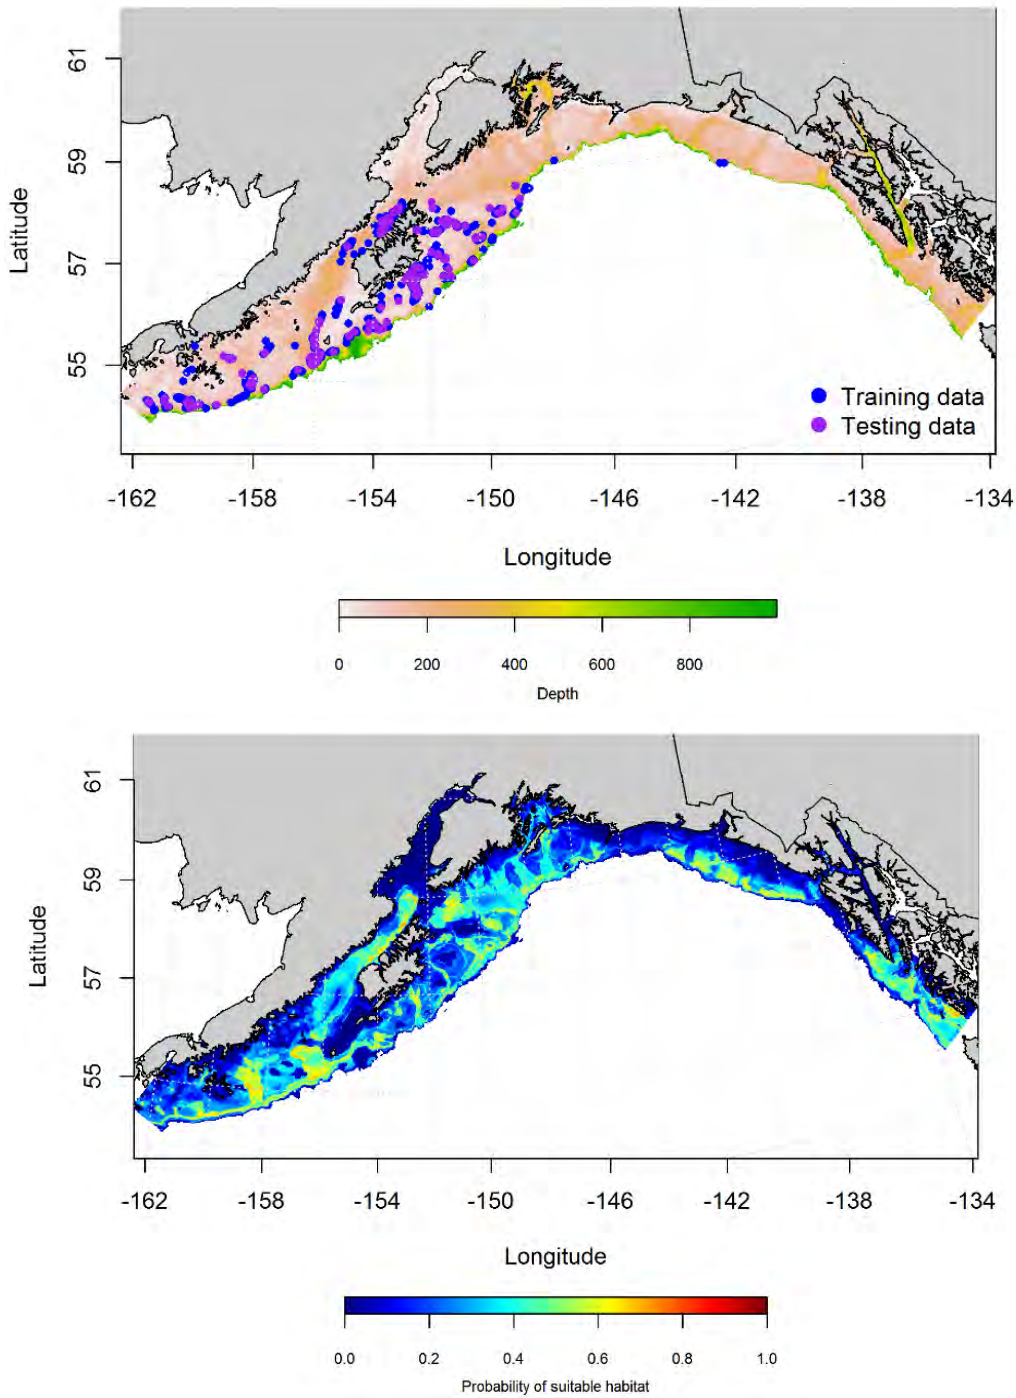 61
59
57
55
Latitude
Training data
Testing data
-162 -158 -154 -150 -146 -142 -138 -134
Longitude
0 200 400 600 800
Depth
61
59
57
55
Latitude
-162 -158 -154 -150 -146 -142 -138 -134
Longitude
0.0 0.2 0.4 0.6 0.8 1.0
Probability of suitable habitat